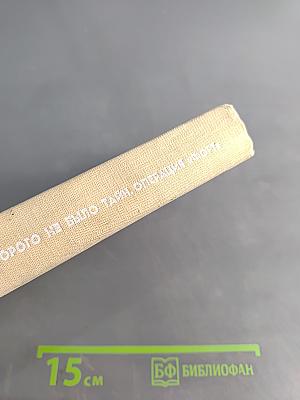 ОРОГО НЕ БЫЛО ТАЙН. ОПЕРАЦИЯ
15 см
БФ БИБЛИОФАН